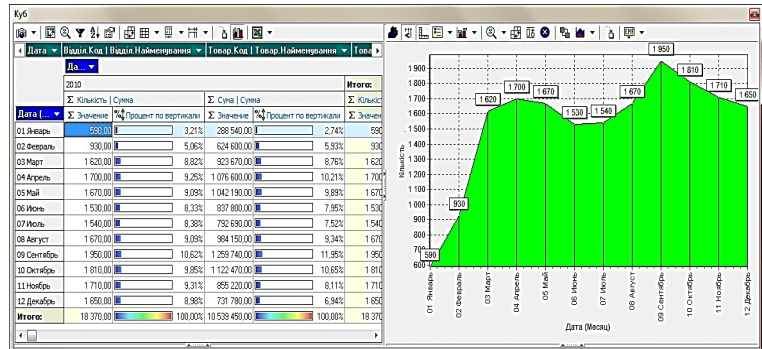 Куб
Дата Відділ.Код | Відділ.Найменування Товар.Код | Товар.Найменування
Да...
2010 Итого:
Σ Кількість | Сумма Σ Сума | Сумма
Дата (... Σ Значение % Процент по вертикали Σ Значение % Процент по вертикали
01 Январь 590,00 3,21% 288 540,00 2,74% 590
02 Февраль 930,00 5,06% 624 600,00 5,93% 930
03 Март 1 620,00 8,82% 923 670,00 8,76% 1 620
04 Апрель 1 700,00 9,25% 1 076 600,00 10,21% 1 700
05 Май 1 670,00 9,09% 1 042 190,00 9,89% 1 670
06 Июнь 1 530,00 8,33% 837 800,00 7,95% 1 530
07 Июль 1 540,00 8,38% 792 690,00 7,52% 1 540
08 Август 1 670,00 9,09% 984 150,00 9,34% 1 670
09 Сентябрь 1 950,00 10,62% 1 259 740,00 11,95% 1 950
10 Октябрь 1 810,00 9,85% 1 122 470,00 10,65% 1 810
11 Ноябрь 1 710,00 9,31% 855 220,00 8,11% 1 710
12 Декабрь 1 650,00 8,98% 731 780,00 6,94% 1 650
Итого: 18 370,00 100,00% 10 539 450,00 100,00% 18 370
Кількість
1 900
1 800
1 700
1 600
1 500
1 400
1 300
1 200
1 100
1 000
900
800
700
600
590
930
1 620
1 700
1 670
1 530
1 540
1 670
1 950
1 810
1 710
1 650
01 Январь
02 Февраль
03 Март
04 Апрель
05 Май
06 Июнь
07 Июль
08 Август
09 Сентябрь
10 Октябрь
11 Ноябрь
12 Декабрь
Дата (Месяц)